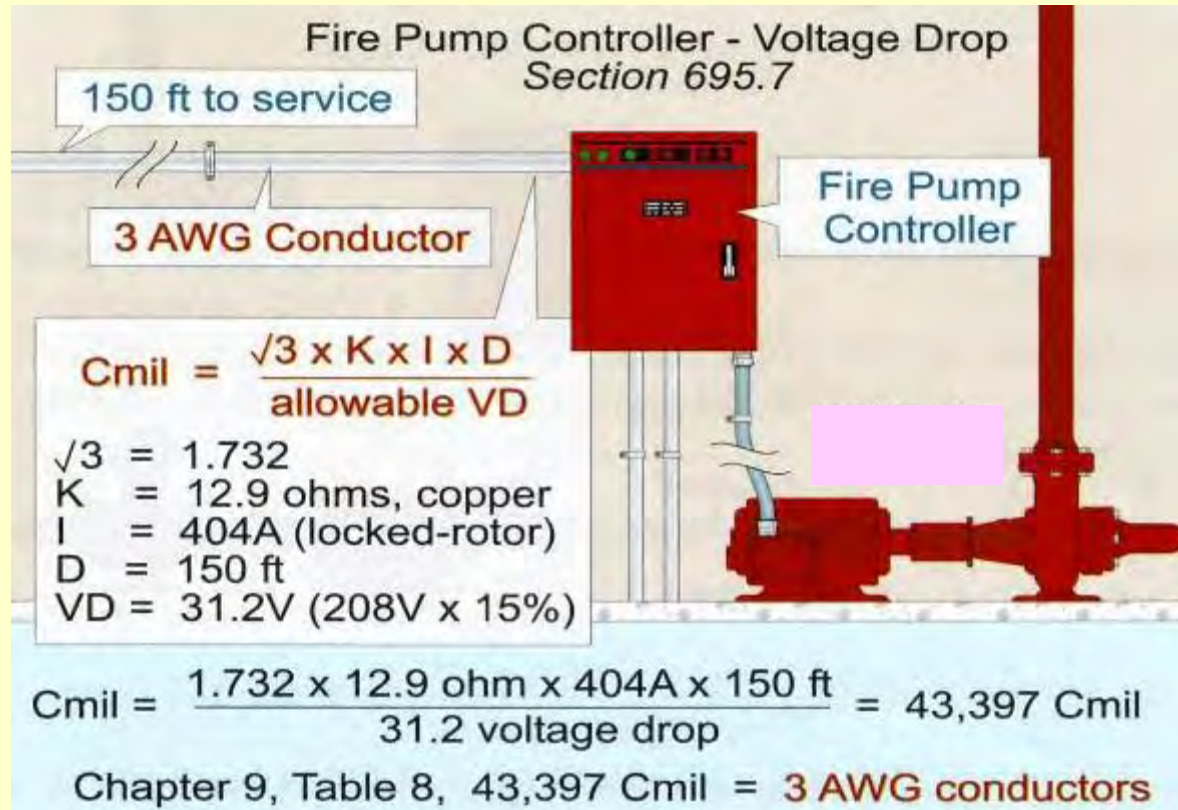 Fire Pump Controller - Voltage Drop
Section 695.7
150 ft to service
3 AWG Conductor
Fire Pump
Controller
Cmil = √3 x K x I x D
allowable VD
√3 = 1.732
K = 12.9 ohms, copper
I = 404A (locked-rotor)
D = 150 ft
VD = 31.2V (208V x 15%)
Cmil = 1.732 x 12.9 ohm x 404A x 150 ft = 43,397 Cmil
31.2 voltage drop
Chapter 9, Table 8, 43,397 Cmil = 3 AWG conductors